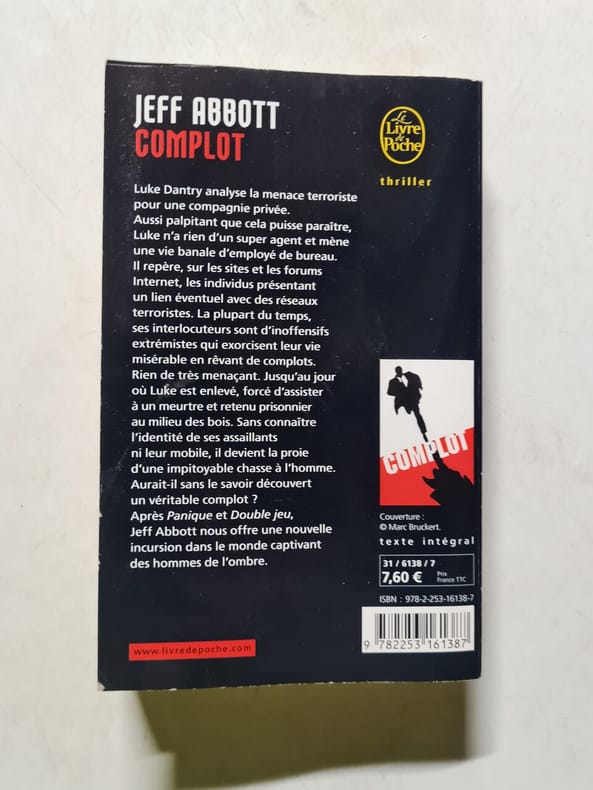 JEFF ABBOTT
COMPLOT
Le
Livre
de
Poche
thriller
Luke Dantry analyse la menace terroriste
pour une compagnie privée.
Aussi palpitant que cela puisse paraître,
Luke n'a rien d'un super agent et mène
une vie banale d'employé de bureau.
Il repère, sur les sites et les forums
Internet, les individus présentant
un lien éventuel avec des réseaux
terroristes. La plupart du temps,
ses interlocuteurs sont d'inoffensifs
extrémistes qui exorcisent leur vie
misérable en rêvant de complots.
Rien de très menaçant. Jusqu'au jour
où Luke est enlevé, forcé d'assister
à un meurtre et retenu prisonnier
au milieu des bois. Sans connaître
l'identité de ses assaillants
ni leur mobile, il devient la proie
d'une impitoyable chasse à l'homme.
Aurait-il sans le savoir découvert
un véritable complot ?
Après Panique et Double jeu,
Jeff Abbott nous offre une nouvelle
incursion dans le monde captivant
des hommes de l'ombre.
COMPLOT
Couverture :
© Marc Bruckert.
texte intégral
31 / 6138 / 7
7,60 € Prix
France TTC
ISBN : 978-2-253-16138-7
9 782253 161387
www.livredepoche.com